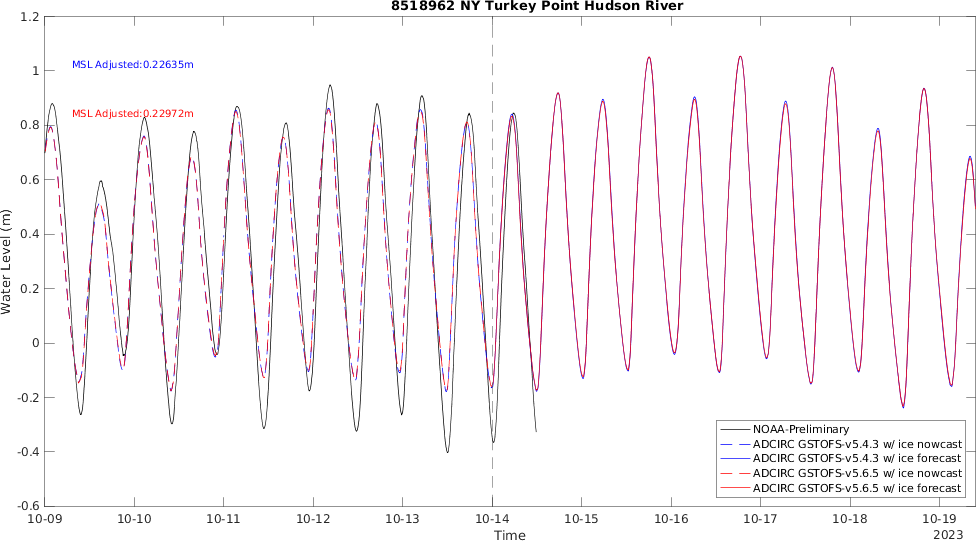 8518962 NY Turkey Point Hudson River
MSL Adjusted:0.22635m
MSL Adjusted:0.22972m
Water Level (m)
1.2
1
0.8
0.6
0.4
0.2
0
-0.2
-0.4
-0.6
NOAA-Preliminary
ADCIRC GSTOFS-v5.4.3 w/ ice nowcast
ADCIRC GSTOFS-v5.4.3 w/ ice forecast
ADCIRC GSTOFS-v5.6.5 w/ ice nowcast
ADCIRC GSTOFS-v5.6.5 w/ ice forecast
10-09 10-10 10-11 10-12 10-13 10-14 10-15 10-16 10-17 10-18 10-19
Time
2023